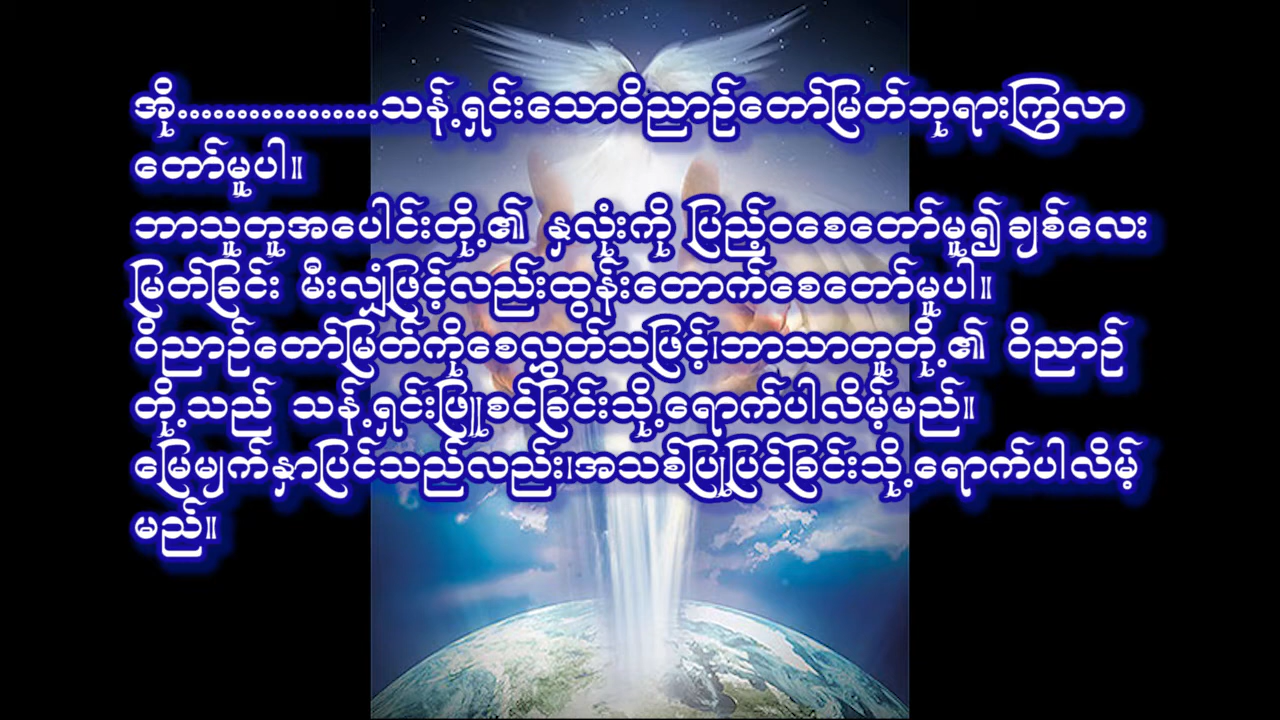 အို.................သန့်ရှင်းသောဝိညာဉ်တော်မြတ်ဘုရားကြွလာ
တော်မူပါ။
ဘာသူတူအပေါင်းတို့၏ နှလုံးကို ပြည့်ဝစေတော်မူ၍ချစ်လေး
မြတ်ခြင်း မီးလျှံဖြင့်လည်းထွန်းတောက်စေတော်မူပါ။
ဝိညာဉ်တော်မြတ်ကိုစေလွှတ်သဖြင့်၊ဘာသာတူတို့၏ ဝိညာဉ်
တို့သည် သန့်ရှင်းဖြူစင်ခြင်းသို့ရောက်ပါလိမ့်မည်။
မြေမျက်နှာပြင်သည်လည်း၊အသစ်ပြုပြင်ခြင်းသို့ရောက်ပါလိမ့်
မည်။